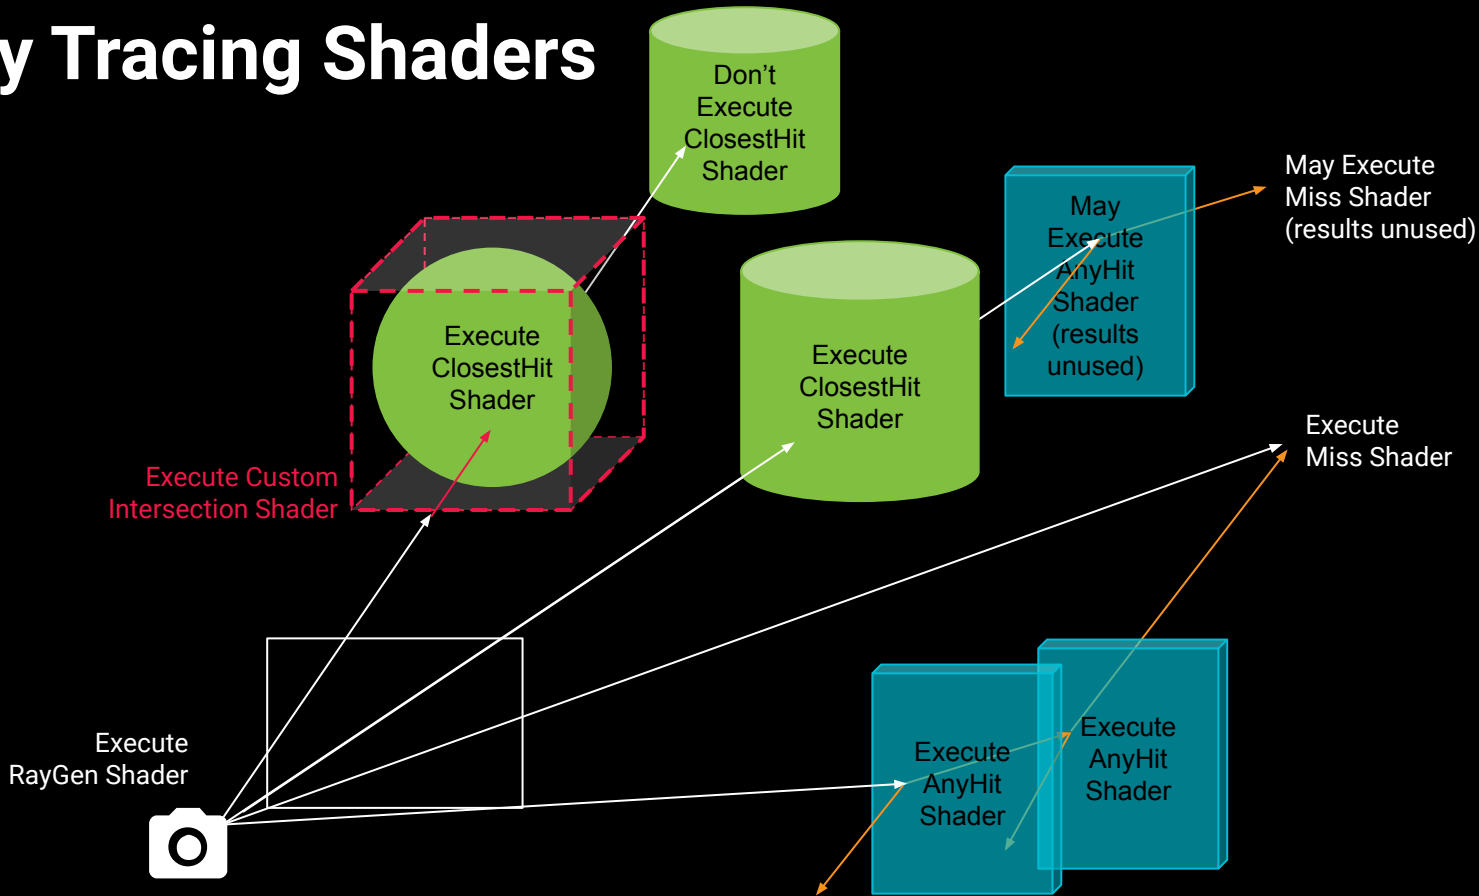 y Tracing Shaders
Don't
Execute
ClosestHit
Shader
May Execute
Miss Shader
(results unused)
May
Execute
AnyHit
Shader
(results
unused)
Execute
ClosestHit
Shader
Execute
ClosestHit
Shader
Execute
Miss Shader
Execute Custom
Intersection Shader
Execute
RayGen Shader
Execute
AnyHit
Shader
Execute
AnyHit
Shader